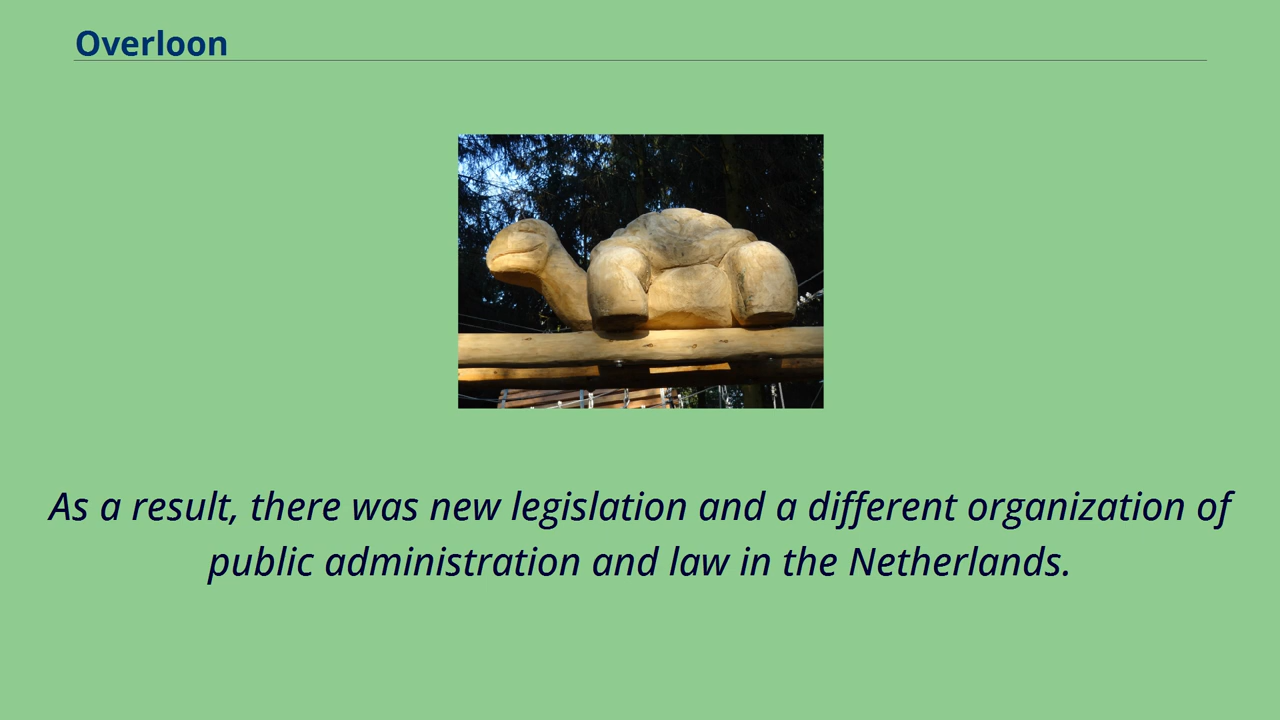 Overloon
As a result, there was new legislation and a different organization of
public administration and law in the Netherlands.